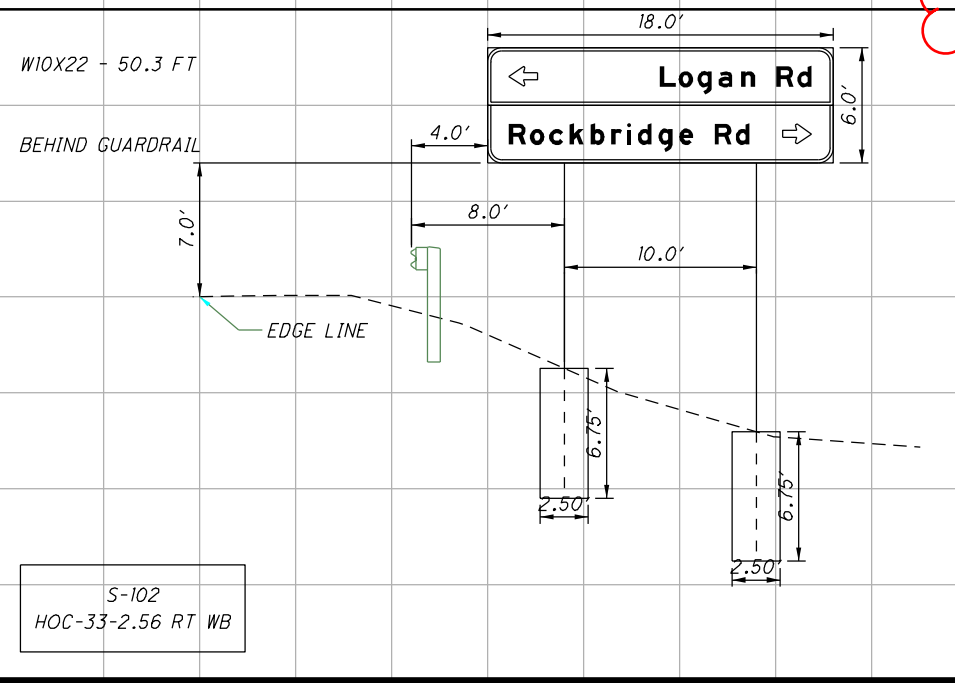 18.0'
W10X22 - 50.3 FT
Logan Rd
6.0'
BEHIND GUARDRAIL
4.0'
Rockbridge Rd
7.0'
8.0'
10.0'
EDGE LINE
6.75'
2.50'
6.75'
2.50'
S-102
HOC-33-2.56 RT WB